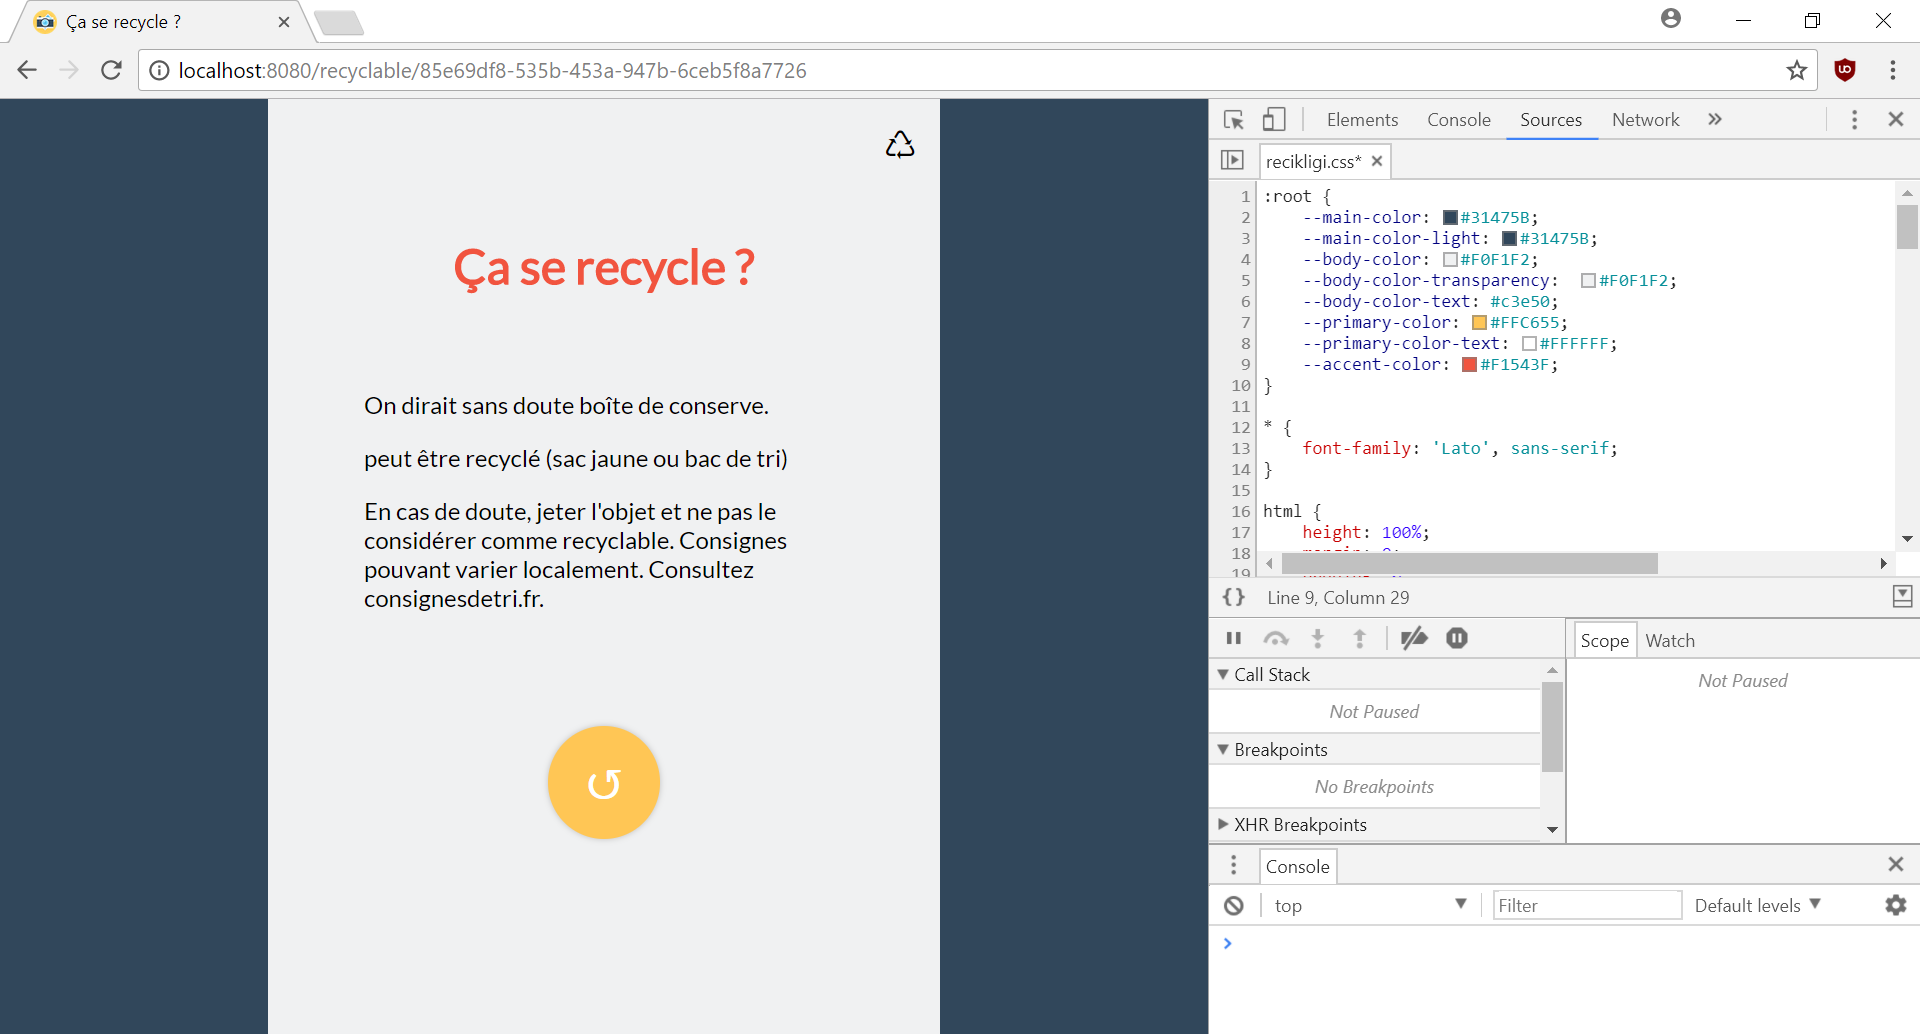 Ça se recycle ?
localhost:8080/recyclable/85e69df8-535b-453a-947b-6ceb5f8a7726
Ça se recycle ?
On dirait sans doute boîte de conserve.
peut être recyclé (sac jaune ou bac de tri)
En cas de doute, jeter l'objet et ne pas le
considérer comme recyclable. Consignes
pouvant varier localement. Consultez
consignesdetri.fr.
Elements Console Sources Network »
recikligi.css*
1 :root {
2 --main-color: #31475B;
3 --main-color-light: #31475B;
4 --body-color: #F0F1F2;
5 --body-color-transparency: #F0F1F2;
6 --body-color-text: #c3e50;
7 --primary-color: #FFC655;
8 --primary-color-text: #FFFFFF;
9 --accent-color: #F1543F;
10 }
11
12 * {
13 font-family: 'Lato', sans-serif;
14 }
15
16 html {
17 height: 100%;
18
19
{} Line 9, Column 29
Call Stack
Not Paused
Breakpoints
No Breakpoints
XHR Breakpoints
Scope Watch
Not Paused
Console
top Filter Default levels